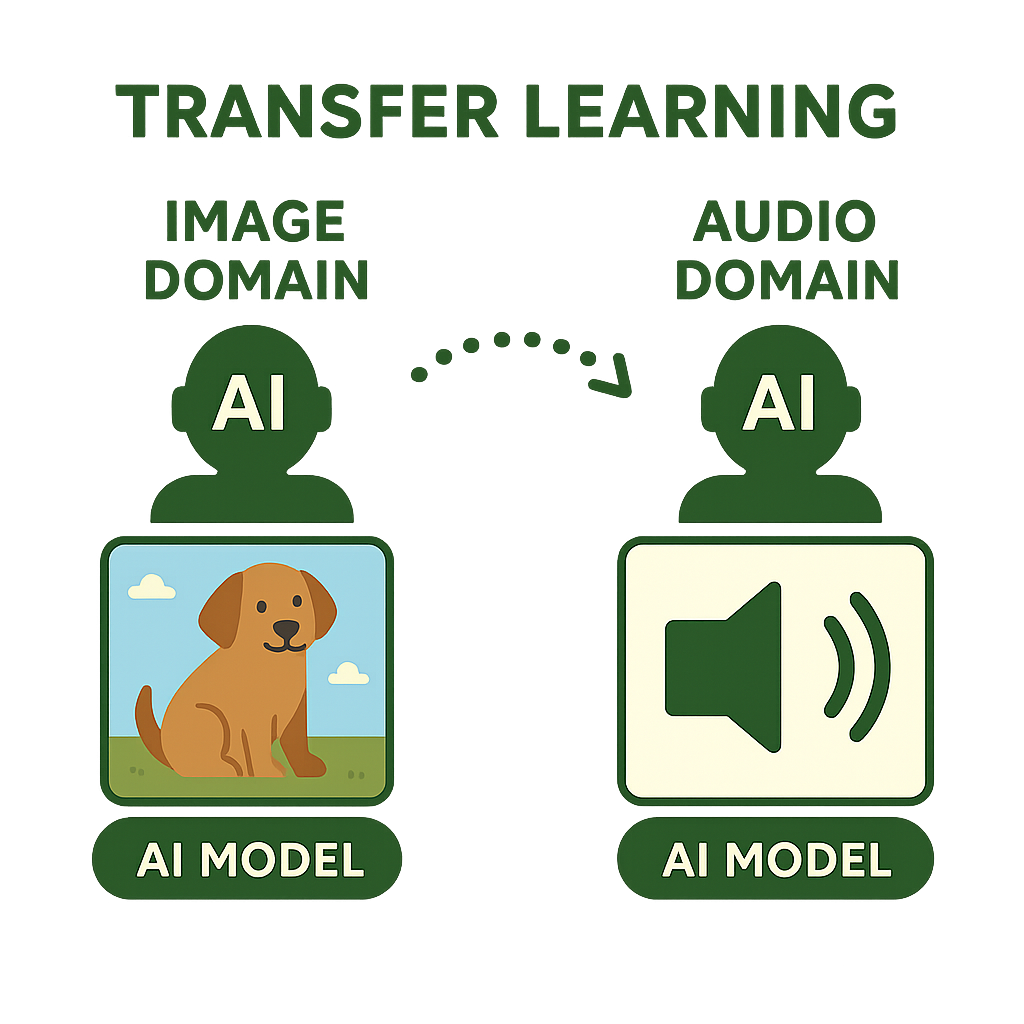 TRANSFER LEARNING
IMAGE
DOMAIN
AUDIO
DOMAIN
AI
AI
AI MODEL
AI MODEL